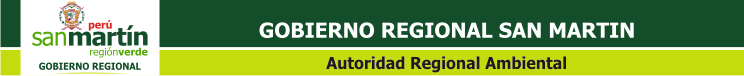 perú
sanmartín
regiónverde
GOBIERNO REGIONAL
GOBIERNO REGIONAL SAN MARTIN
Autoridad Regional Ambiental